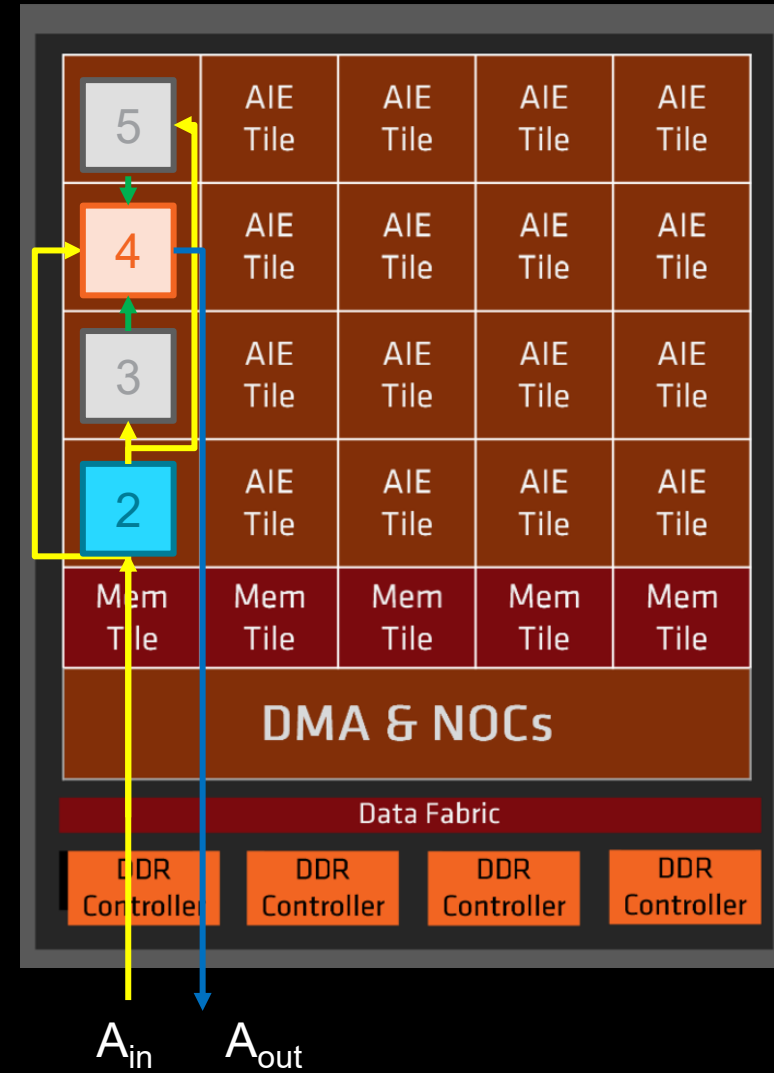 5
AIE
Tile
AIE
Tile
AIE
Tile
AIE
Tile
4
AIE
Tile
AIE
Tile
AIE
Tile
AIE
Tile
3
AIE
Tile
AIE
Tile
AIE
Tile
AIE
Tile
2
AIE
Tile
AIE
Tile
AIE
Tile
AIE
Tile
Mem
Tile
Mem
Tile
Mem
Tile
Mem
Tile
Mem
Tile
DMA & NOCs
Data Fabric
DDR
Controller
DDR
Controller
DDR
Controller
DDR
Controller
Ain
Aout